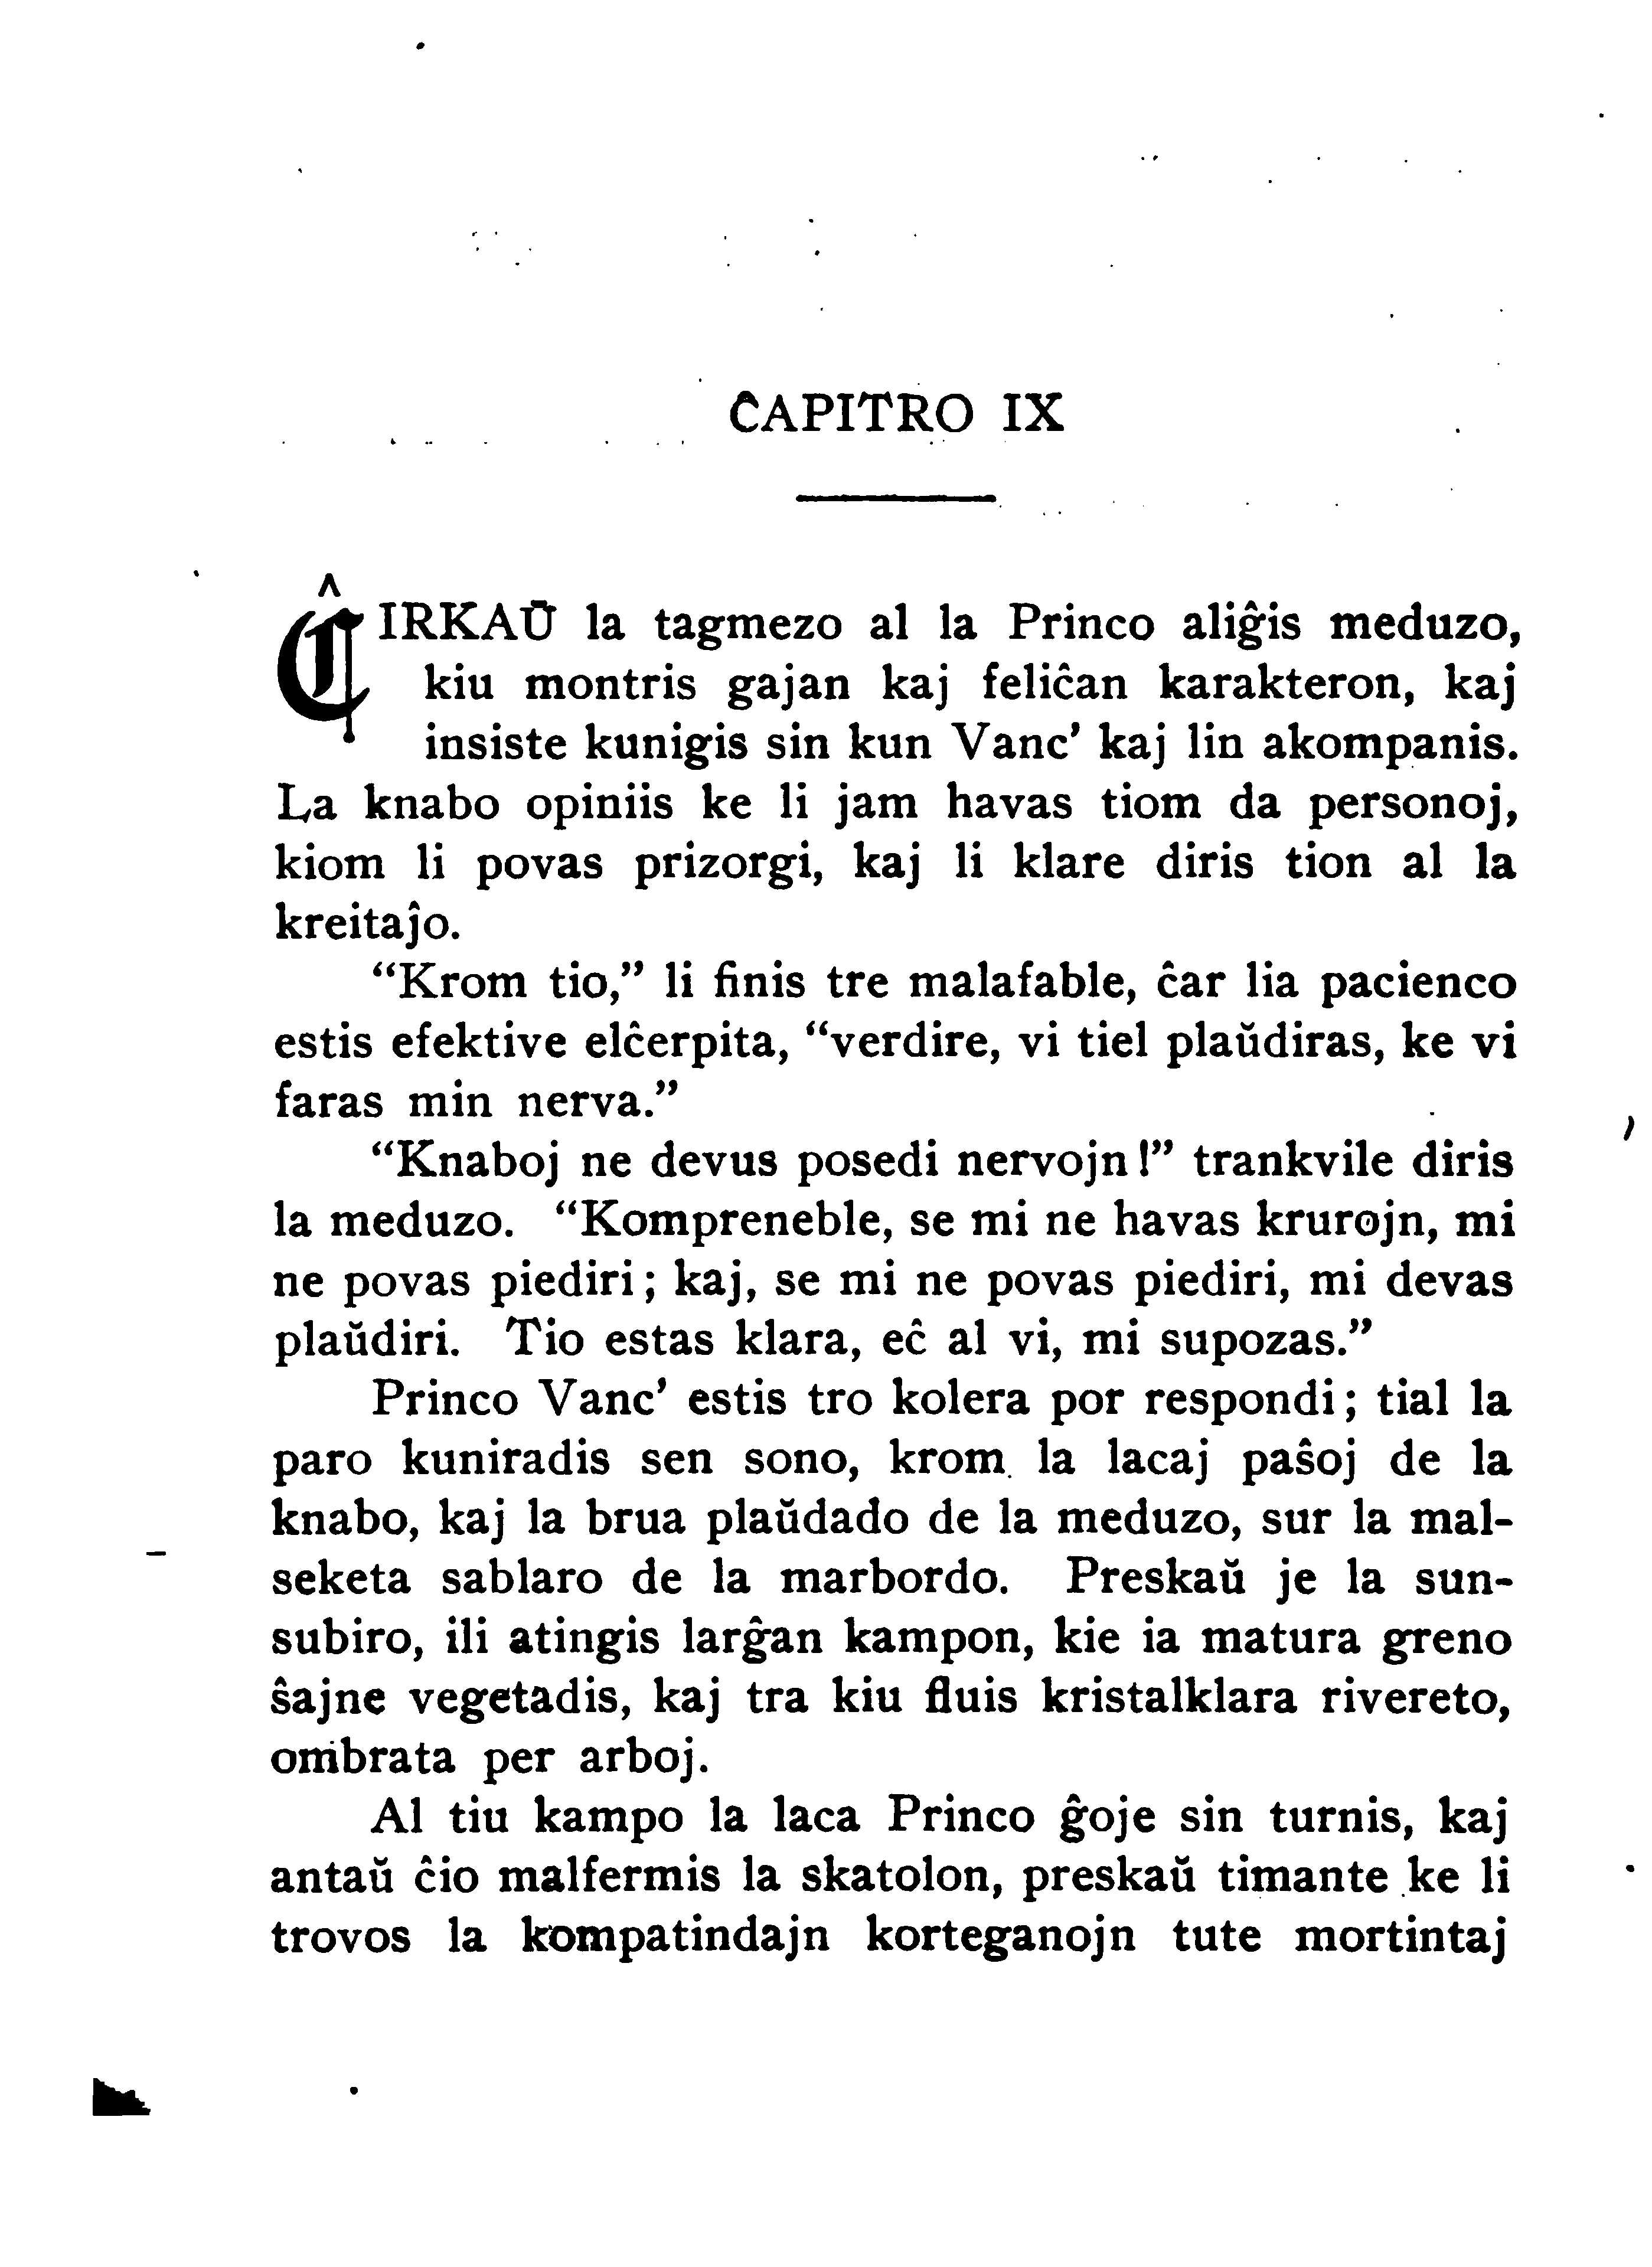 ĈAPITRO IX
ĈIRKAŬ la tagmezo al la Princo aliĝis meduzo,
kiu montris gajan kaj feliĉan karakteron, kaj
insiste kunigis sin kun Vanc’ kaj lin akompanis.
La knabo opiniis ke li jam havas tiom da personoj,
kiom li povas prizorgi, kaj li klare diris tion al la
kreitaĵo.
“Krom tio,” li finis tre malafable, ĉar lia pacienco
estis efektive elĉerpita, “verdire, vi tiel plaŭdiras, ke vi
faras min nerva.”
“Knaboj ne devus posedi nervojn!” trankvile diris
la meduzo. “Kompreneble, se mi ne havas krurojn, mi
ne povas piediri; kaj, se mi ne povas piediri, mi devas
plaŭdiri. Tio estas klara, eĉ al vi, mi supozas.”
Princo Vanc’ estis tro kolera por respondi; tial la
paro kuniradis sen sono, krom la lacaj paŝoj de la
knabo, kaj la brua plaŭdado de la meduzo, sur la mal-
seketa sablaro de la marbordo. Preskaŭ je la sun-
subiro, ili atingis larĝan kampon, kie ia matura greno
ŝajne vegetadis, kaj tra kiu fluis kristalklara rivereto,
ombrata per arboj.
Al tiu kampo la laca Princo ĝoje sin turnis, kaj
antaŭ ĉio malfermis la skatolon, preskaŭ timante ke li
trovos la kompatindajn korteganojn tute mortintaj